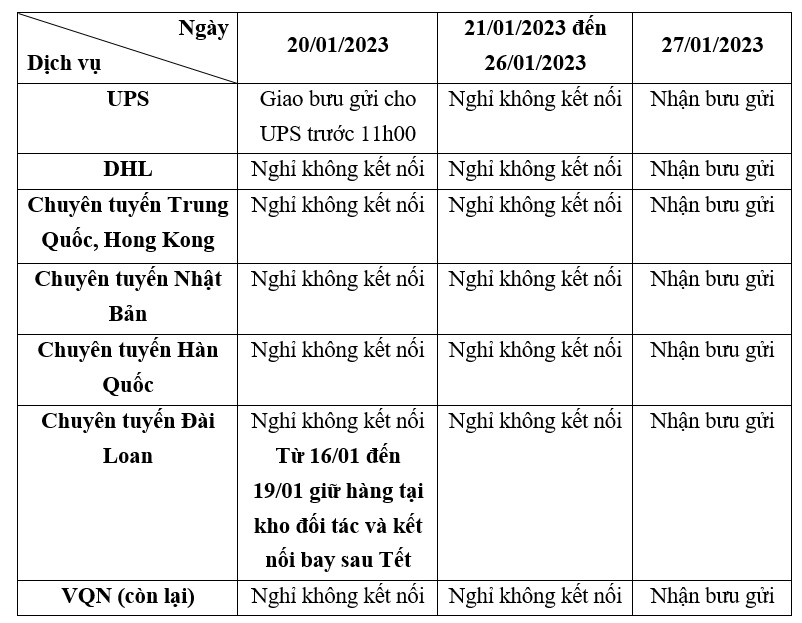 Ngày
Dịch vụ
20/01/2023
21/01/2023 đến
26/01/2023
27/01/2023
UPS
Giao bưu gửi cho
UPS trước 11h00
Nghỉ không kết nối
Nhận bưu gửi
DHL
Nghỉ không kết nối
Nghỉ không kết nối
Nhận bưu gửi
Chuyên tuyến Trung
Quốc, Hong Kong
Nghỉ không kết nối
Nghỉ không kết nối
Nhận bưu gửi
Chuyên tuyến Nhật
Bản
Nghỉ không kết nối
Nghỉ không kết nối
Nhận bưu gửi
Chuyên tuyến Hàn
Quốc
Nghỉ không kết nối
Nghỉ không kết nối
Nhận bưu gửi
Chuyên tuyến Đài
Loan
Nghỉ không kết nối
Từ 16/01 đến
19/01 giữ hàng tại
kho đối tác và kết
nối bay sau Tết
Nghỉ không kết nối
Nhận bưu gửi
VQN (còn lại)
Nghỉ không kết nối
Nghỉ không kết nối
Nhận bưu gửi